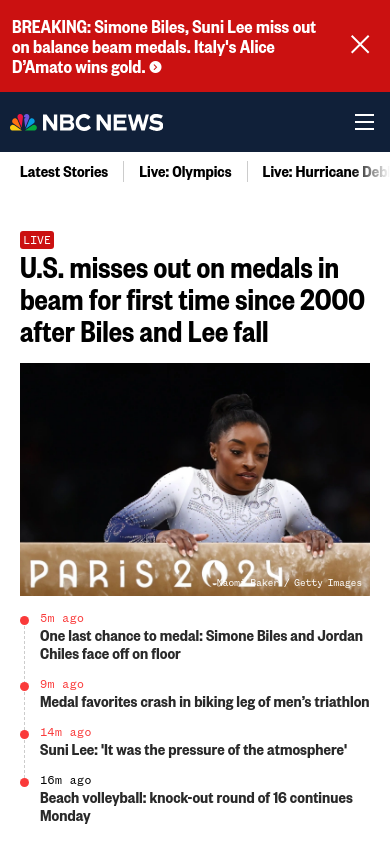 BREAKING: Simone Biles, Suni Lee miss out
on balance beam medals. Italy's Alice
D’Amato wins gold.
NBC NEWS
Latest Stories
Live: Olympics
Live: Hurricane Deb
LIVE
U.S. misses out on medals in
beam for first time since 2000
after Biles and Lee fall
PARIS 2024
Naomi Baker / Getty Images
5m ago
One last chance to medal: Simone Biles and Jordan
Chiles face off on floor
9m ago
Medal favorites crash in biking leg of men’s triathlon
14m ago
Suni Lee: 'It was the pressure of the atmosphere'
16m ago
Beach volleyball: knock-out round of 16 continues
Monday